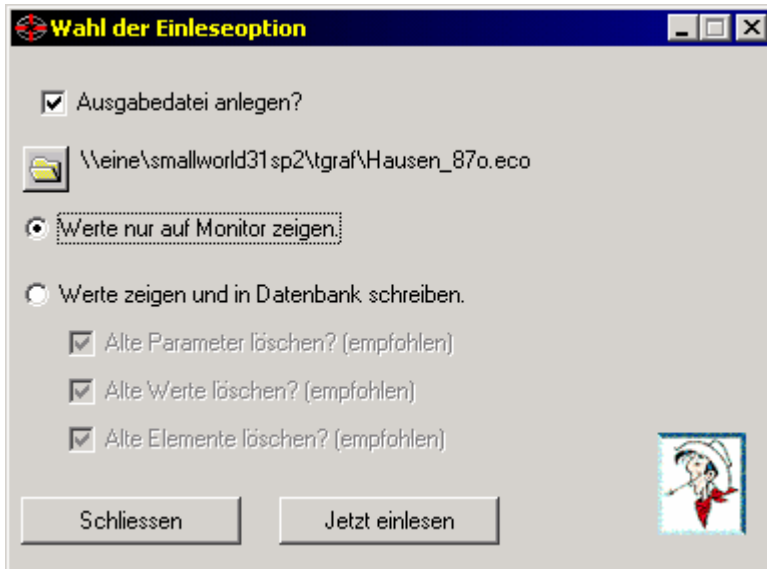 Wahl der Einleseoption
Ausgabedatei anlegen?
\\eine\smallworld31sp2\tgraf\Hausen_87o.eco
Werte nur auf Monitor zeigen.
Werte zeigen und in Datenbank schreiben.
Alte Parameter löschen? (empfohlen)
Alte Werte löschen? (empfohlen)
Alte Elemente löschen? (empfohlen)
Schliessen
Jetzt einlesen